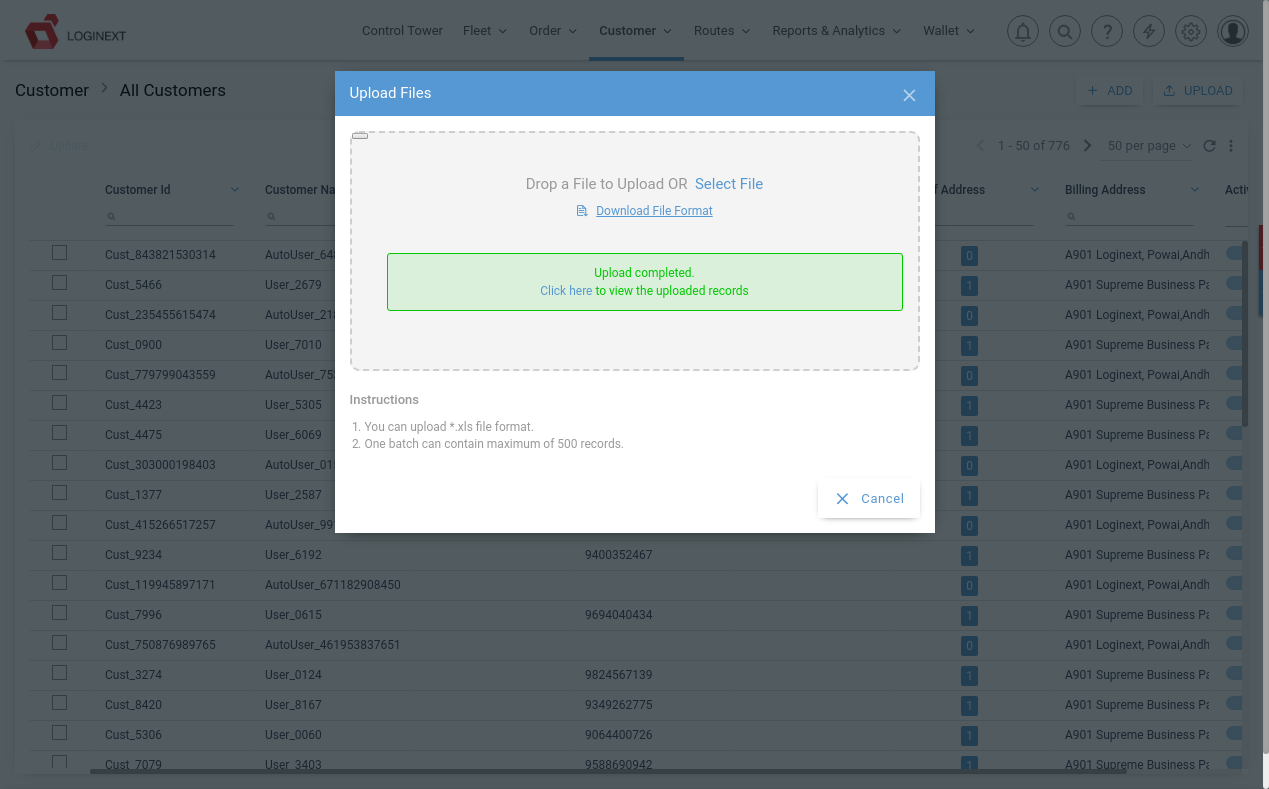 LOGINEXT
Control Tower Fleet Order Customer Routes Reports & Analytics Wallet
Customer All Customers
ADD UPLOAD
Upload Files
Update
1 - 50 of 776 50 per page
Drop a File to Upload OR Select File
Download File Format
Upload completed.
Click here to view the uploaded records
Instructions
1. You can upload *.xls file format.
2. One batch can contain maximum of 500 records.
Cancel
Customer Id Customer Na Address Billing Address Activ
Cust_843821530314 AutoUser_64 0 A901 Loginext, Powai,Andh
Cust_5466 User_2679 1 A901 Supreme Business Pa
Cust_235455615474 AutoUser_21 0 A901 Loginext, Powai,Andh
Cust_0900 User_7010 1 A901 Supreme Business Pa
Cust_779799043559 AutoUser_75 0 A901 Loginext, Powai,Andh
Cust_4423 User_5305 1 A901 Supreme Business Pa
Cust_4475 User_6069 1 A901 Supreme Business Pa
Cust_303000198403 AutoUser_01 0 A901 Loginext, Powai,Andh
Cust_1377 User_2587 1 A901 Supreme Business Pa
Cust_415266517257 AutoUser_99 0 A901 Loginext, Powai,Andh
Cust_9234 User_6192 9400352467 1 A901 Supreme Business Pa
Cust_119945897171 AutoUser_671182908450 0 A901 Loginext, Powai,Andh
Cust_7996 User_0615 9694040434 1 A901 Supreme Business Pa
Cust_750876989765 AutoUser_461953837651 0 A901 Loginext, Powai,Andh
Cust_3274 User_0124 9824567139 1 A901 Supreme Business Pa
Cust_8420 User_8167 9349262775 1 A901 Supreme Business Pa
Cust_5306 User_0060 9064400726 1 A901 Supreme Business Pa
Cust_7079 User_3403 9588690942 1 A901 Supreme Business Pa